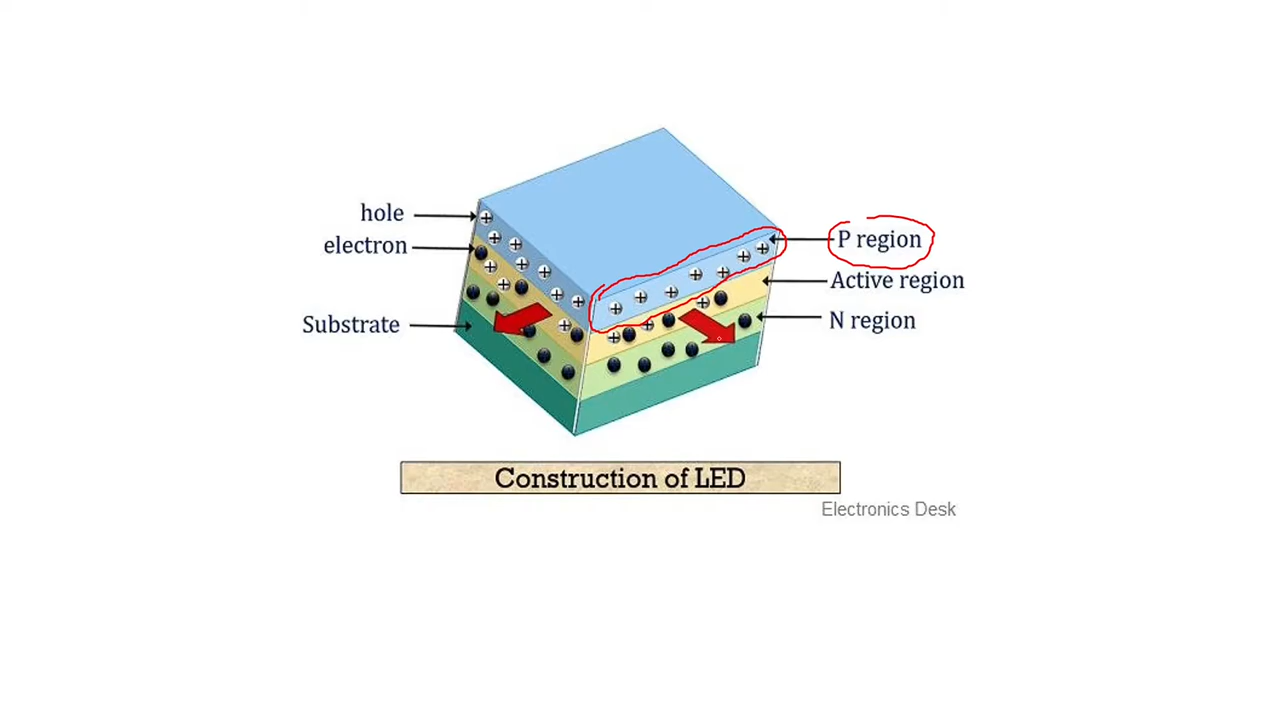 hole
electron
Substrate
P region
Active region
N region
Construction of LED
Electronics Desk